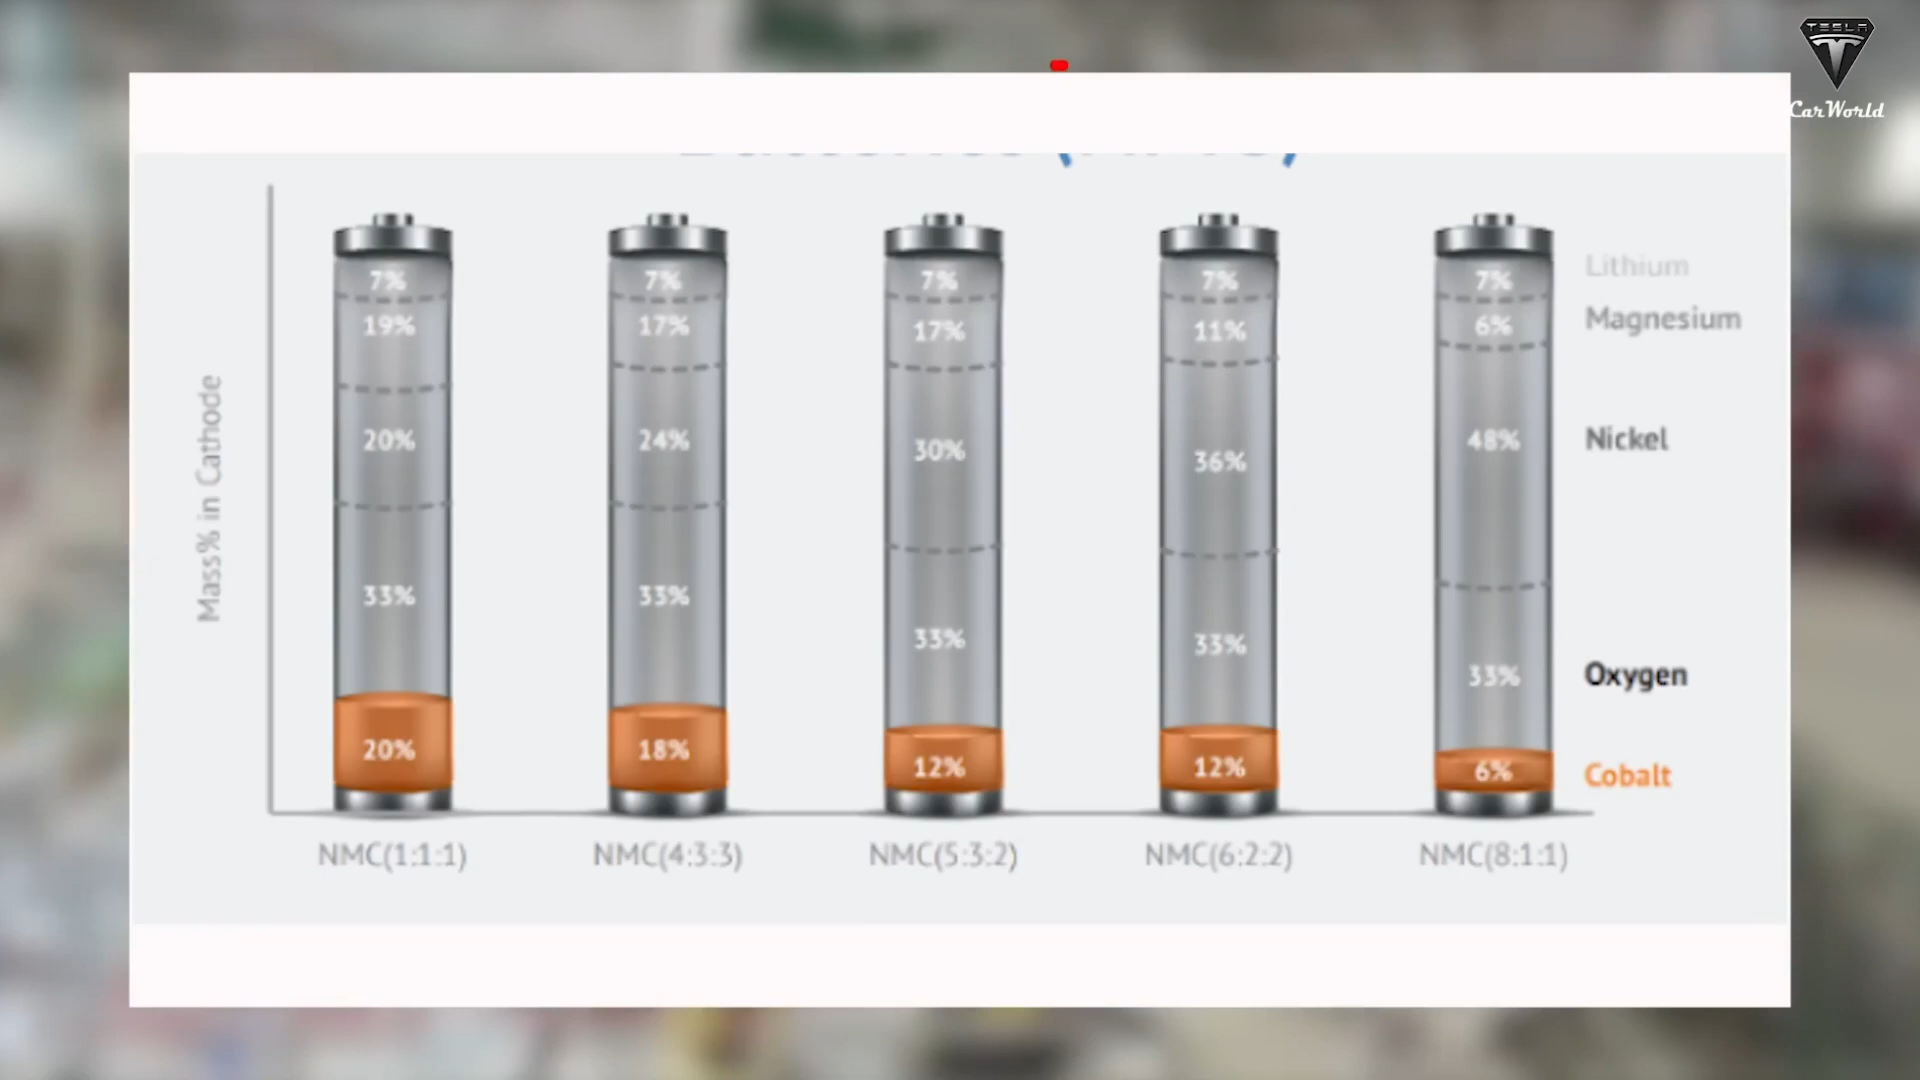 TESLA
CarWorld
7% 7% 7% 7% 7% Lithium
19% 17% 17% 11% 6% Magnesium
20% 24% 30% 36% 48% Nickel
33% 33% 33% 33% 33% Oxygen
20% 18% 12% 12% 6% Cobalt
Mass% in Cathode
NMC(1:1:1) NMC(4:3:3) NMC(5:3:2) NMC(6:2:2) NMC(8:1:1)